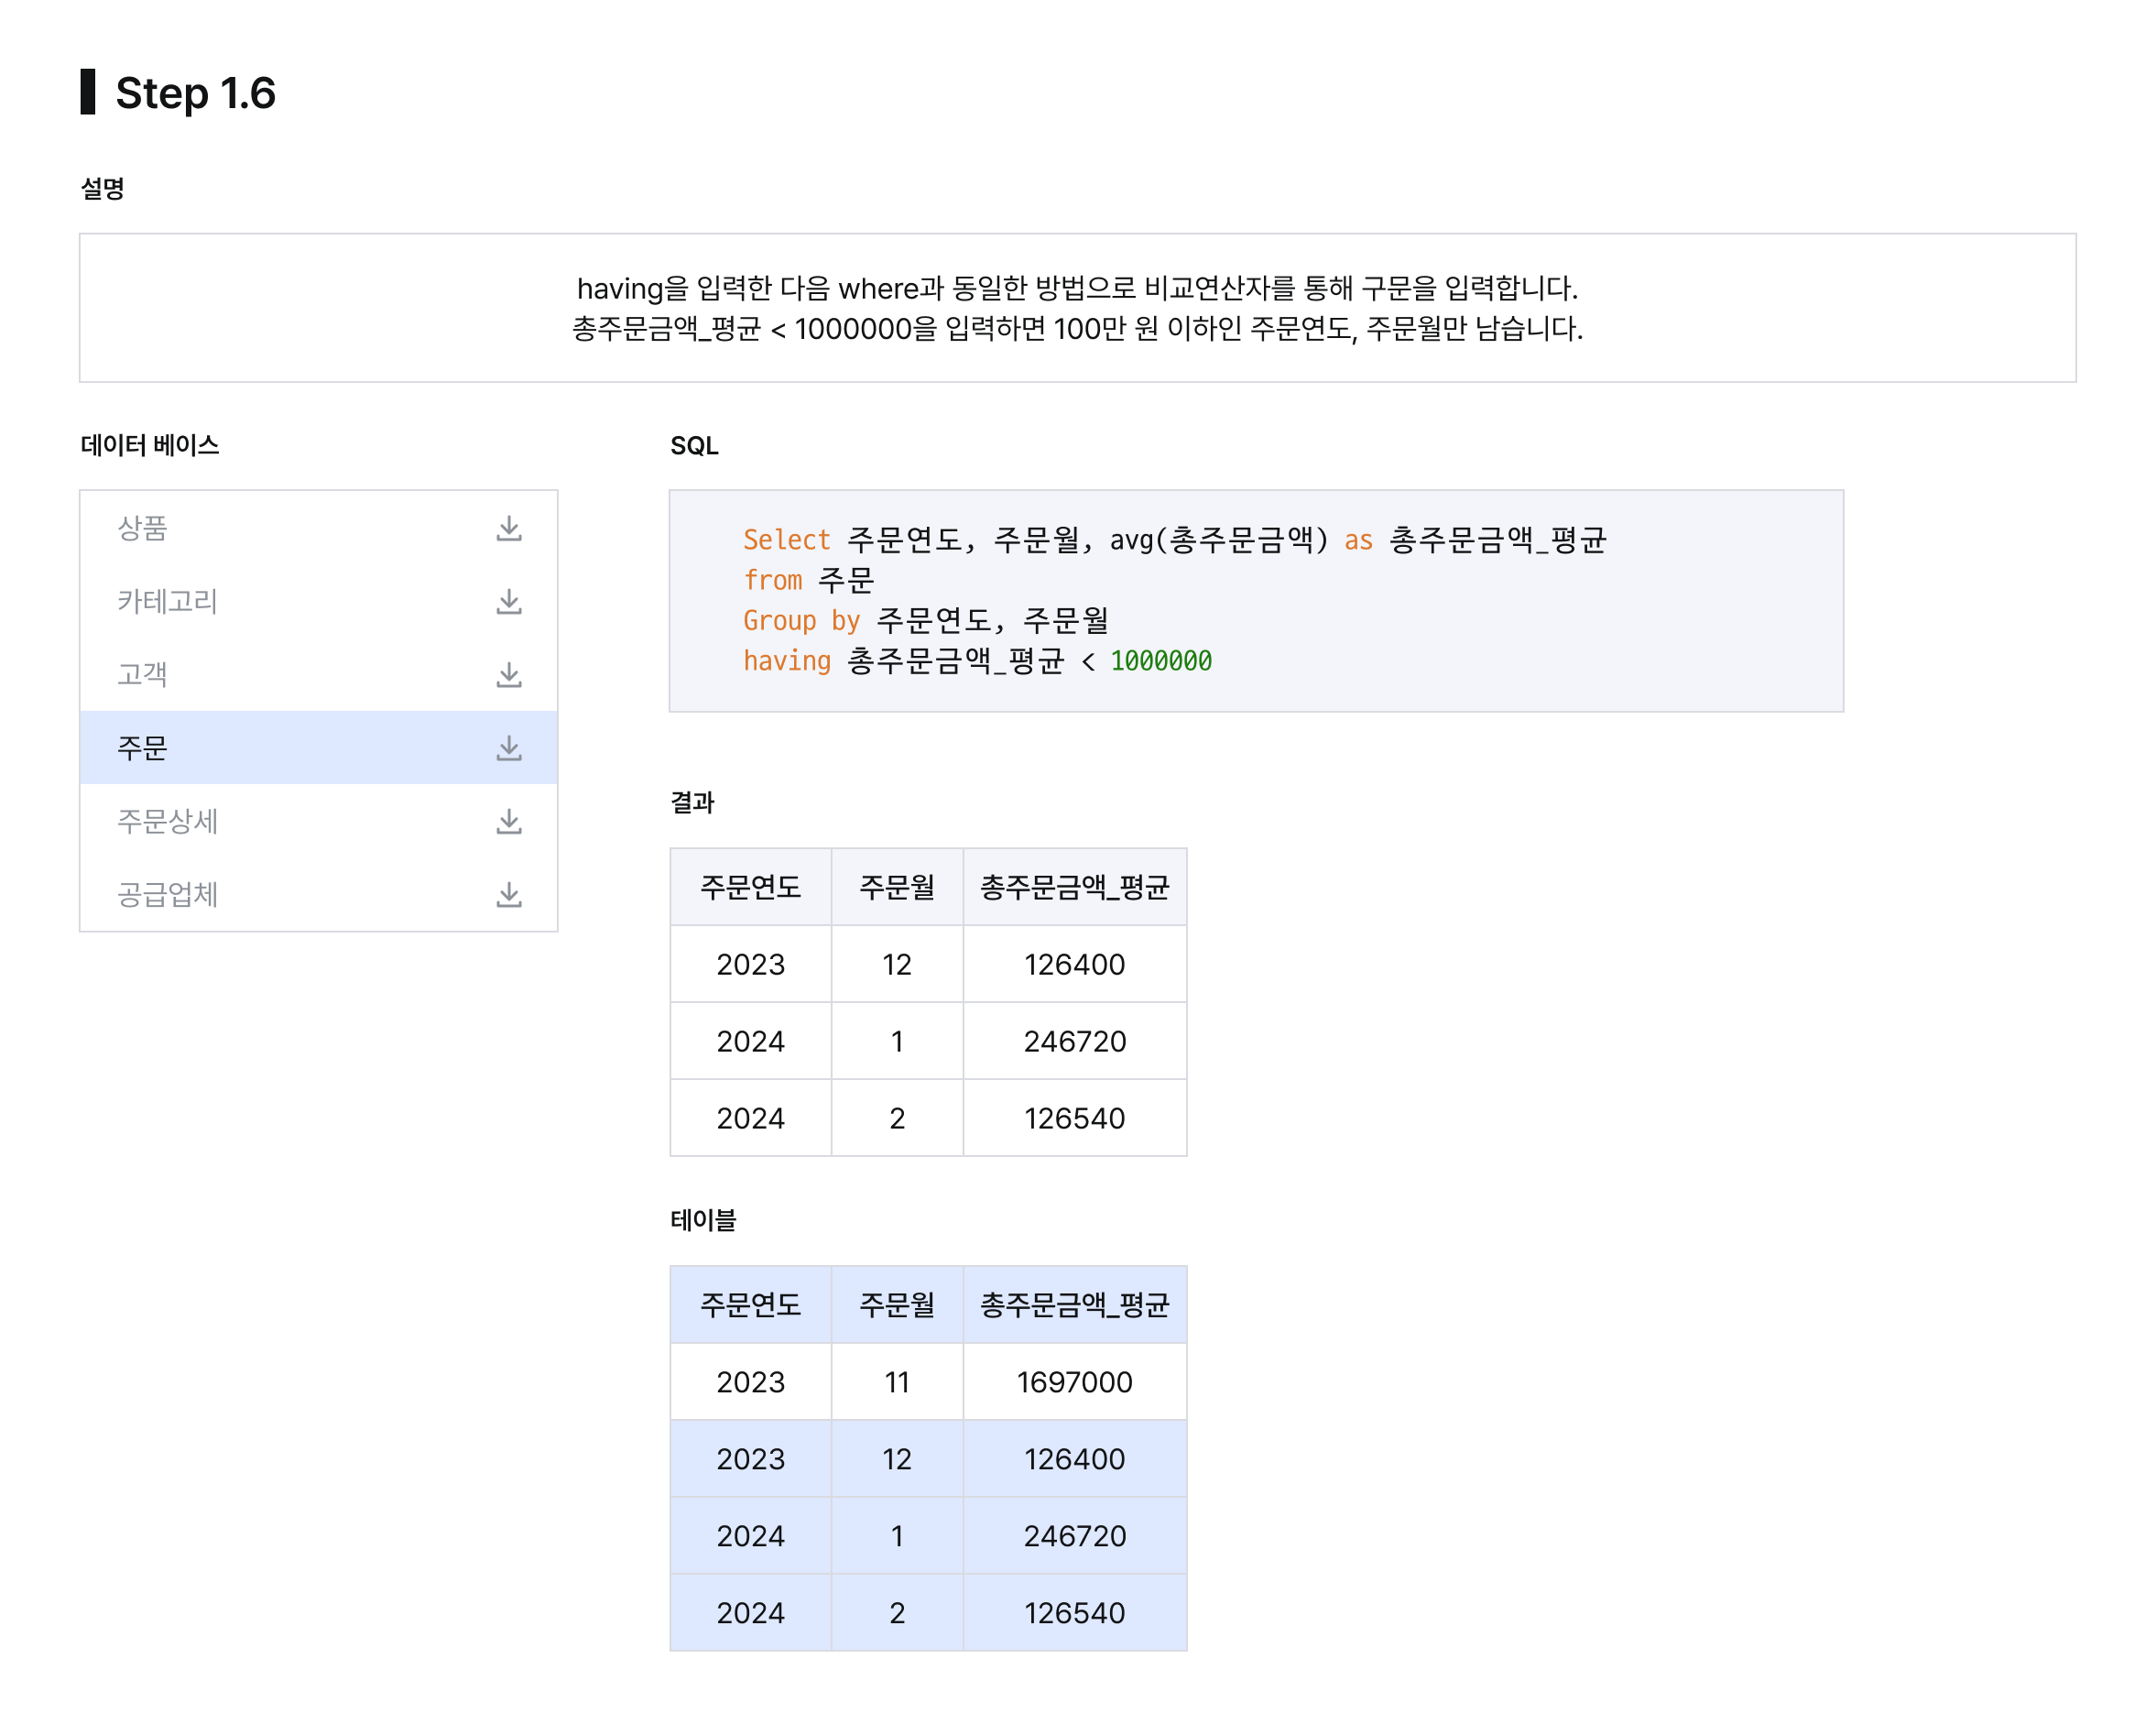 Step 1.6
설명
having을 입력한 다음 where과 동일한 방법으로 비교연산자를 통해 구문을 입력합니다.
총주문금액_평균 < 1000000을 입력하면 100만 원 이하인 주문연도, 주문월만 남습니다.
데이터 베이스
상품
카테고리
고객
주문
주문상세
공급업체
SQL
Select 주문연도, 주문월, avg(총주문금액) as 총주문금액_평균
from 주문
Group by 주문연도, 주문월
having 총주문금액_평균 < 1000000
결과
주문연도 주문월 총주문금액_평균
2023 12 126400
2024 1 246720
2024 2 126540
테이블
주문연도 주문월 총주문금액_평균
2023 11 1697000
2023 12 126400
2024 1 246720
2024 2 126540